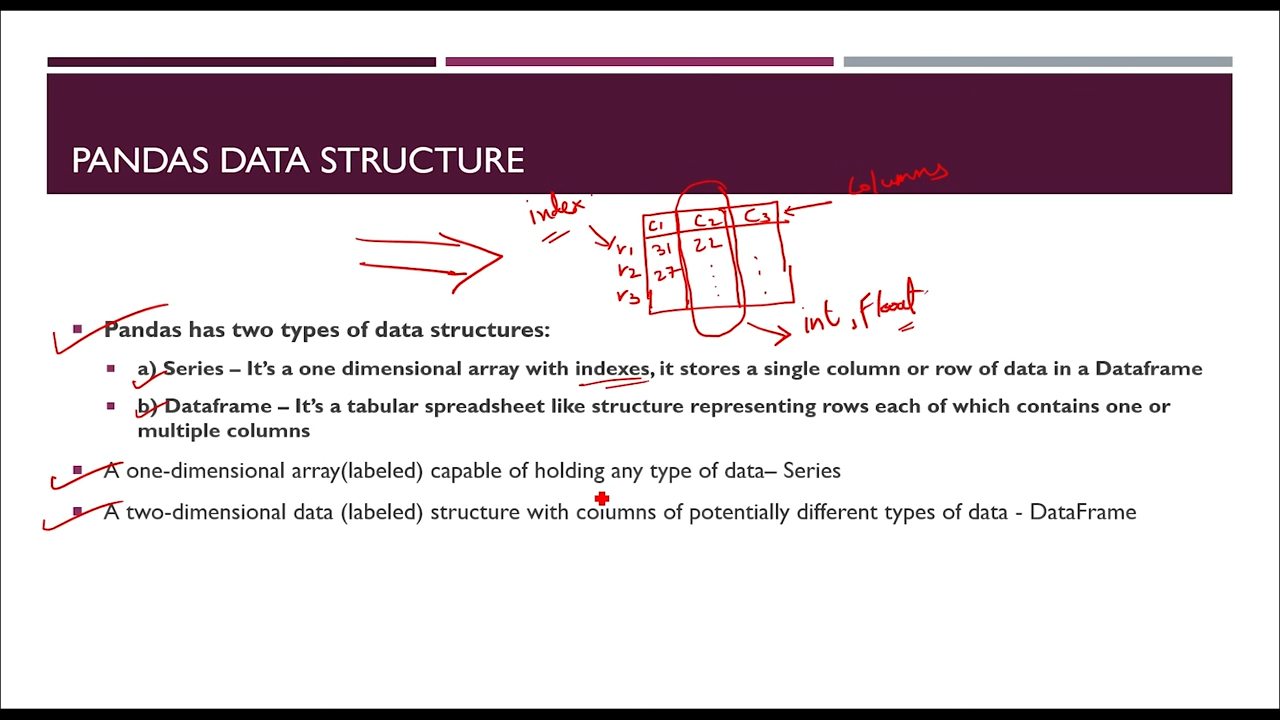 PANDAS DATA STRUCTURE
columns
index
C1 C2 C3
r1 31 22
r2 27
r3
int, Float
Pandas has two types of data structures:
a) Series – It's a one dimensional array with indexes, it stores a single column or row of data in a Dataframe
b) Dataframe – It's a tabular spreadsheet like structure representing rows each of which contains one or
multiple columns
A one-dimensional array(labeled) capable of holding any type of data– Series
A two-dimensional data (labeled) structure with columns of potentially different types of data - DataFrame